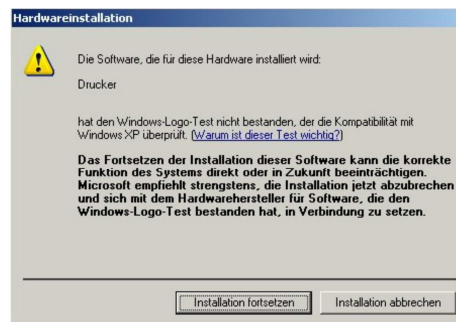 Hardwareinstallation
Die Software, die für diese Hardware installiert wird:
Drucker
hat den Windows-Logo-Test nicht bestanden, der die Kompatibilität mit
Windows XP überprüft. (Warum ist dieser Test wichtig?)
Das Fortsetzen der Installation dieser Software kann die korrekte
Funktion des Systems direkt oder in Zukunft beeinträchtigen.
Microsoft empfiehlt strengstens, die Installation jetzt abzubrechen
und sich mit dem Hardwarehersteller für Software, die den
Windows-Logo-Test bestanden hat, in Verbindung zu setzen.
Installation fortsetzen Installation abbrechen